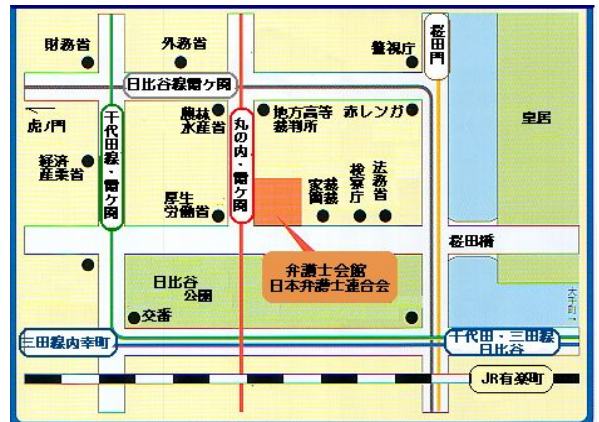 財務省
外務省
警視庁
桜田門
日比谷線霞ケ関
虎ノ門
千代田線・霞ケ関
農林
水産省
丸の内・霞ケ関
地方高等
裁判所
赤レンガ
皇居
経済
産業省
厚生
労働省
家裁
簡裁
検察庁
法務省
桜田橋
弁護士会館
日本弁護士連合会
日比谷
公園
交番
大手町→
三田線内幸町
千代田・三田線
日比谷
JR有楽町